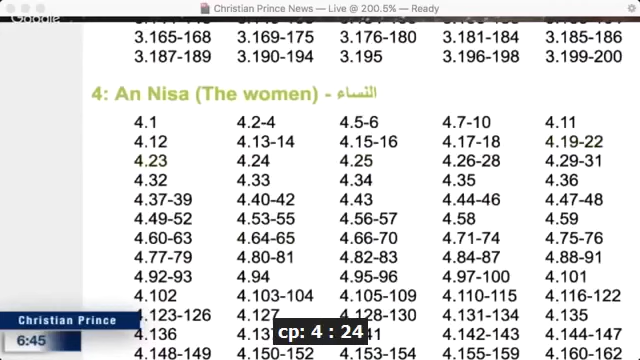 Christian Prince News — Live @ 200.5% — Ready
Google
3.165-168 3.169-175 3.176-180 3.181-184 3.185-186
3.187-189 3.190-194 3.195 3.196-198 3.199-200
4: An Nisa (The women) - النساء
4.1 4.2-4 4.5-6 4.7-10 4.11
4.12 4.13-14 4.15-16 4.17-18 4.19-22
4.23 4.24 4.25 4.26-28 4.29-31
4.32 4.33 4.34 4.35 4.36
4.37-39 4.40-42 4.43 4.44-46 4.47-48
4.49-52 4.53-55 4.56-57 4.58 4.59
4.60-63 4.64-65 4.66-70 4.71-74 4.75-76
4.77-79 4.80-81 4.82-83 4.84-87 4.88-91
4.92-93 4.94 4.95-96 4.97-100 4.101
4.102 4.103-104 4.105-109 4.110-115 4.116-122
Christian Prince 4.123-126 4.127 4.128-130 4.131-134 4.135
6:45 4.136 cp: 4 : 24 4.142-143 4.144-147
4.148-149 4.150-152 4.153-154 4.155-159 4.160-162